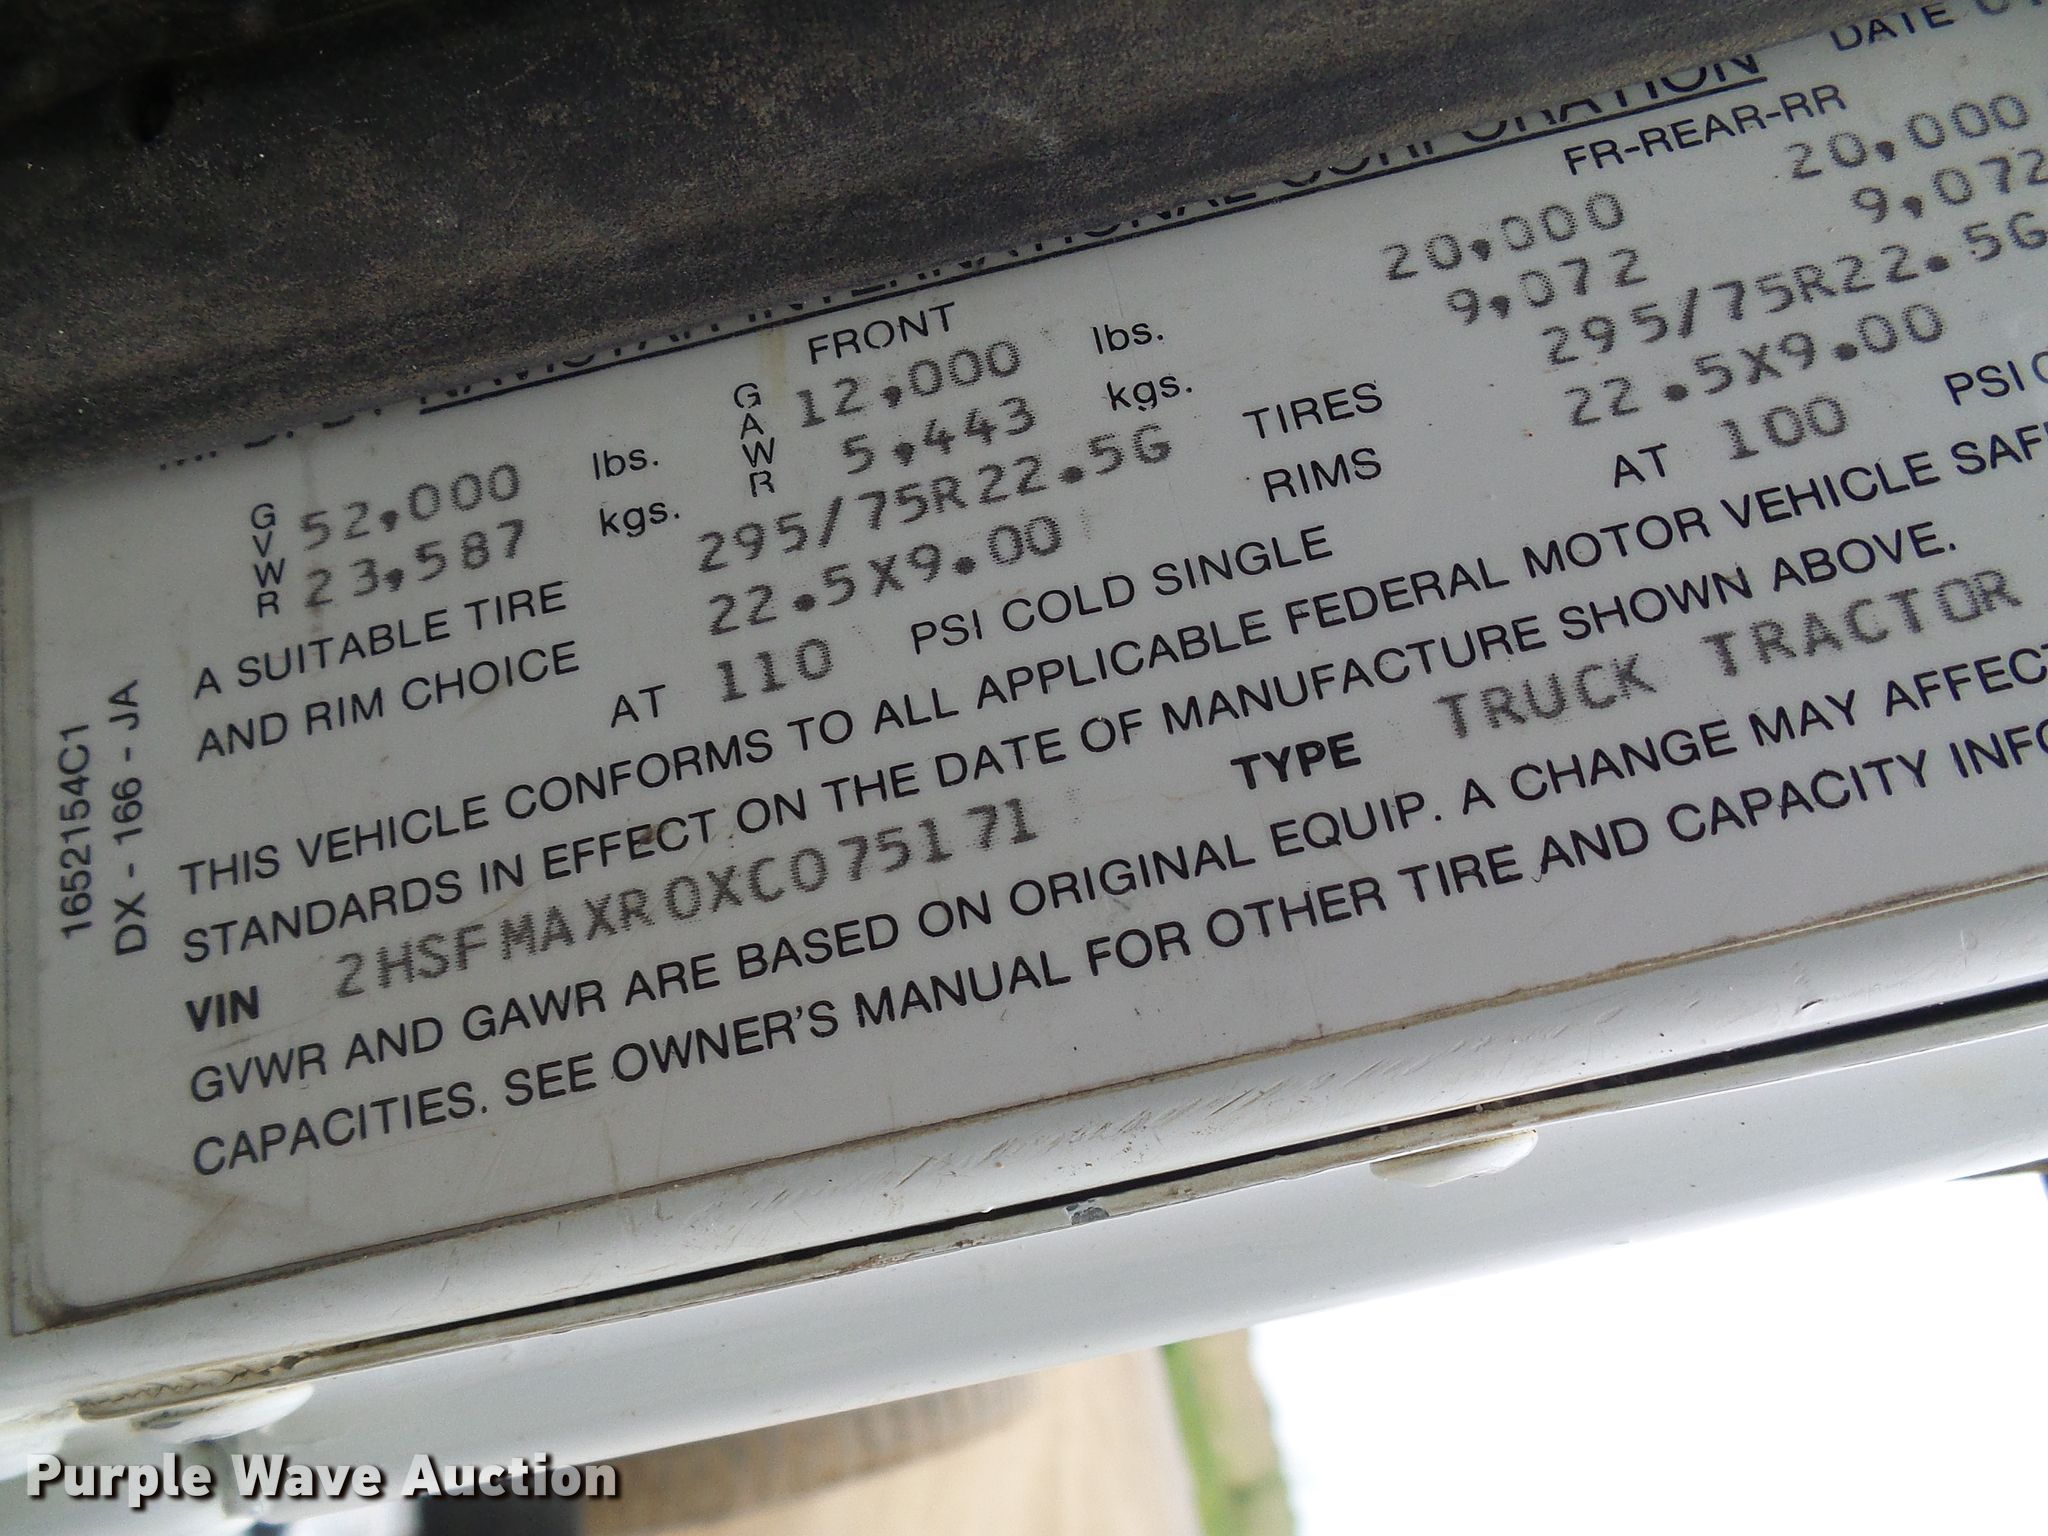 MFD. BY NAVISTAR INTERNATIONAL CORPORATION
DATE
FRONT FR-REAR-RR
GVWR 52,000 lbs. GAWR 12,000 lbs. 20,000 20,000
23,587 kgs. 5,443 kgs. 9,072 9,072
A SUITABLE TIRE 295/75R22.5G TIRES 295/75R22.5G
AND RIM CHOICE 22.5X9.00 RIMS 22.5X9.00
AT 110 PSI COLD SINGLE AT 100 PSI
THIS VEHICLE CONFORMS TO ALL APPLICABLE FEDERAL MOTOR VEHICLE
STANDARDS IN EFFECT ON THE DATE OF MANUFACTURE SHOWN ABOVE.
VIN 2HSFMAXR0XC075171 TYPE TRUCK TRACTOR
GVWR AND GAWR ARE BASED ON ORIGINAL EQUIP. A CHANGE MAY AFFECT
CAPACITIES. SEE OWNER'S MANUAL FOR OTHER TIRE AND CAPACITY
1652154C1
DX - 166 - JA
Purple Wave Auction